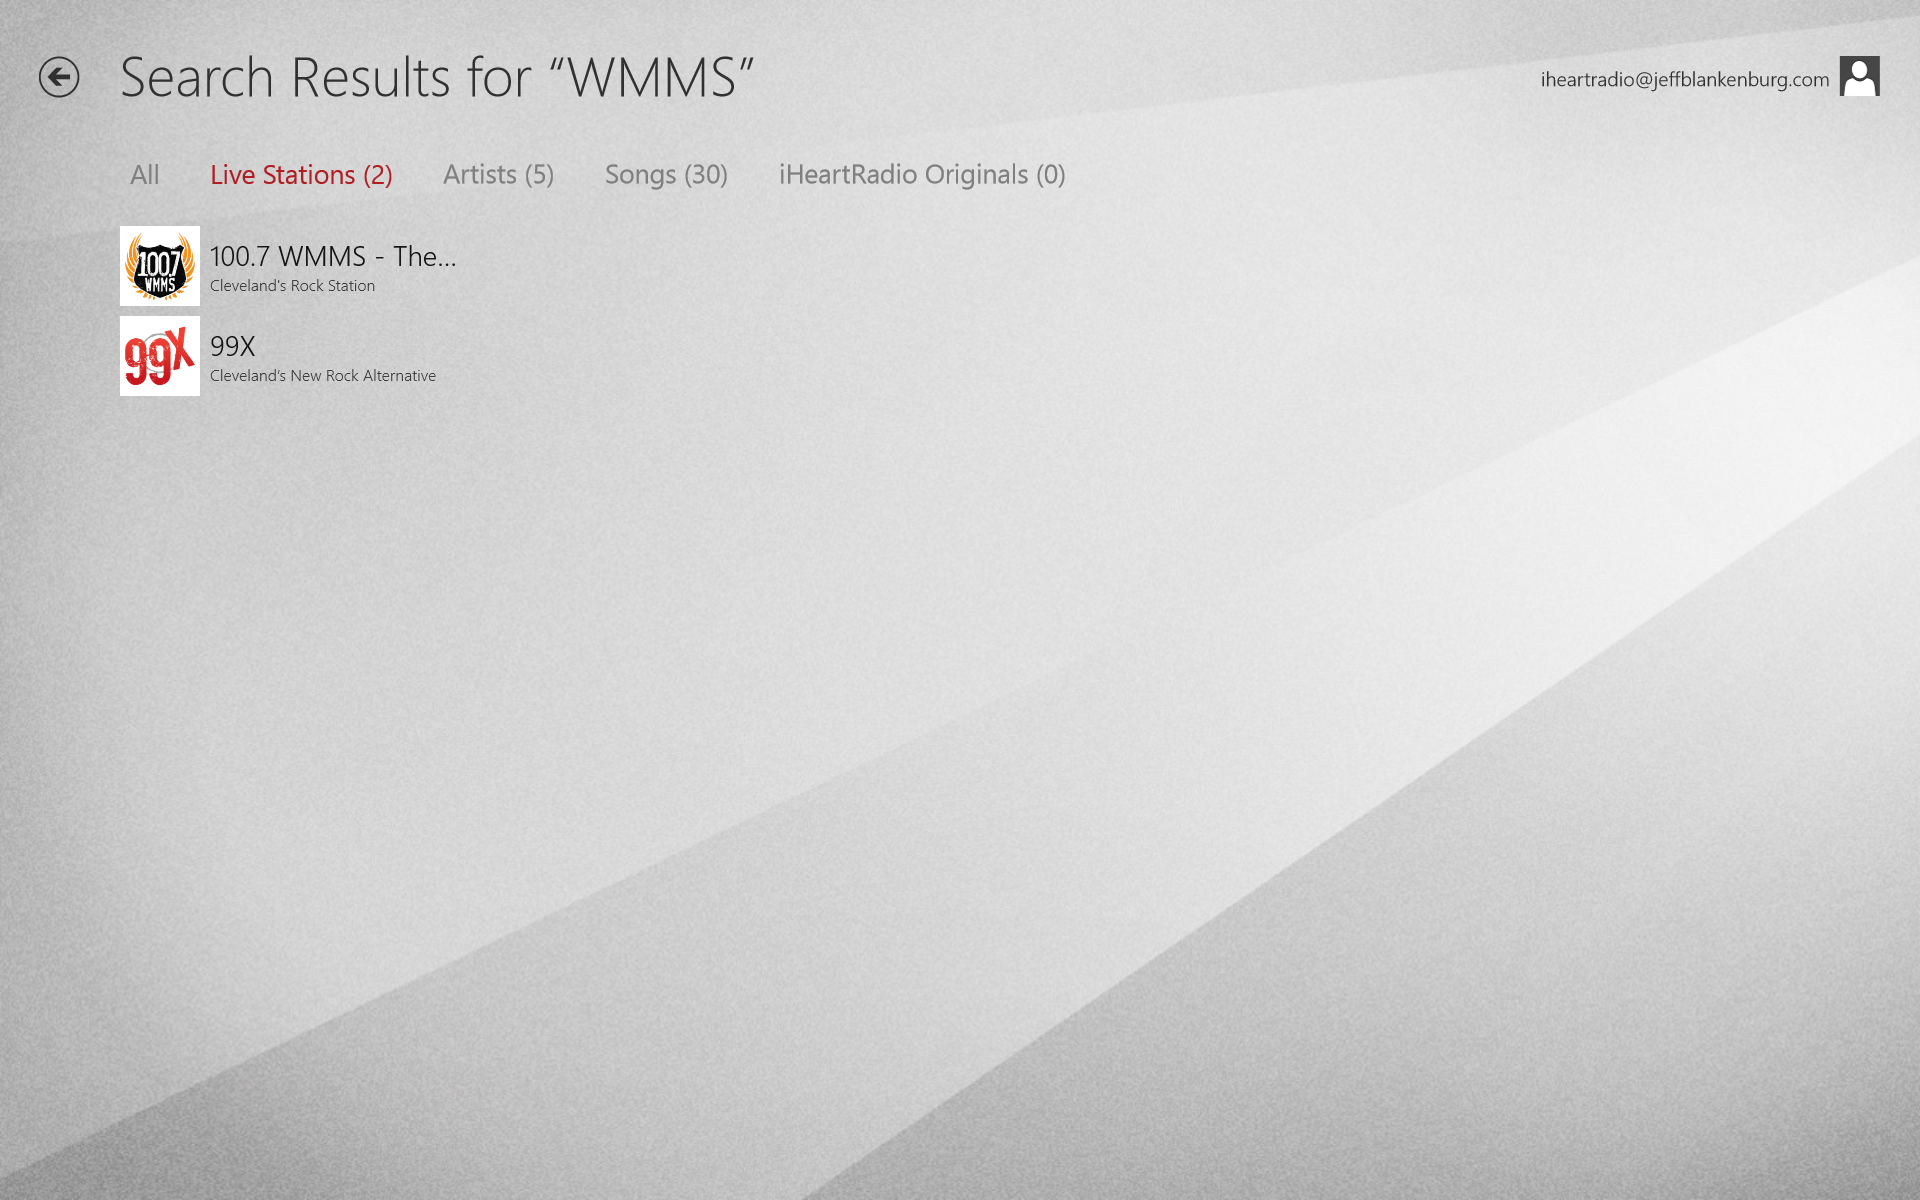 Search Results for “WMMS”
iheartradio@jeffblankenburg.com
All Live Stations (2) Artists (5) Songs (30) iHeartRadio Originals (0)
100.7
WMMS
100.7 WMMS - The...
Cleveland's Rock Station
99X
99X
Cleveland's New Rock Alternative